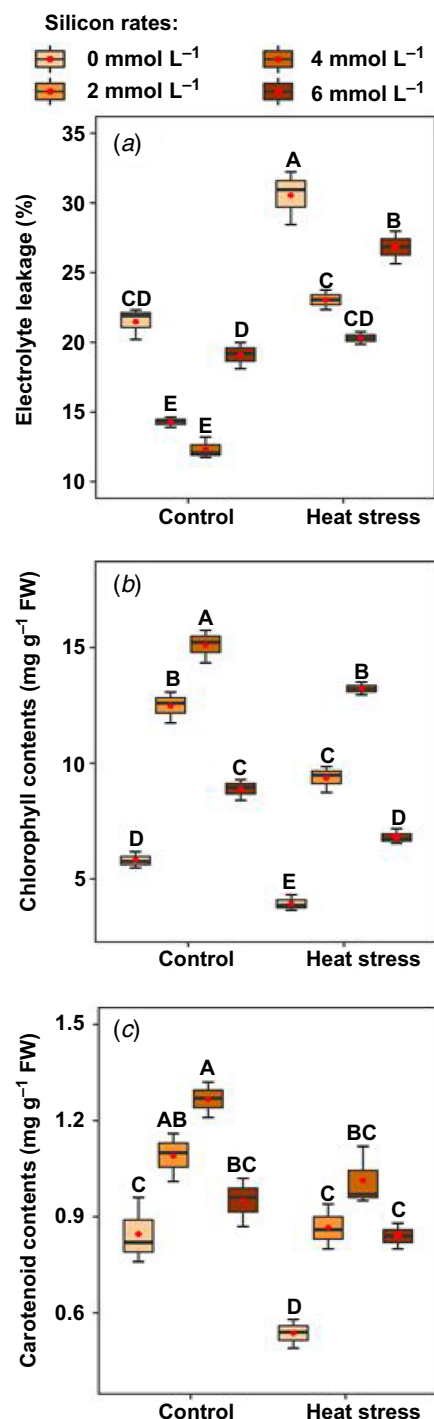 Silicon rates:
0 mmol L⁻¹ 4 mmol L⁻¹
2 mmol L⁻¹ 6 mmol L⁻¹
(a)
Electrolyte leakage (%)
35
30
25
20
15
10
CD
E
E
D
A
C
CD
B
Control Heat stress
(b)
Chlorophyll contents (mg g⁻¹ FW)
15
10
5
D
B
A
C
E
C
B
D
Control Heat stress
(c)
Carotenoid contents (mg g⁻¹ FW)
1.5
1.2
0.9
0.6
C
AB
A
BC
D
C
BC
C
Control Heat stress